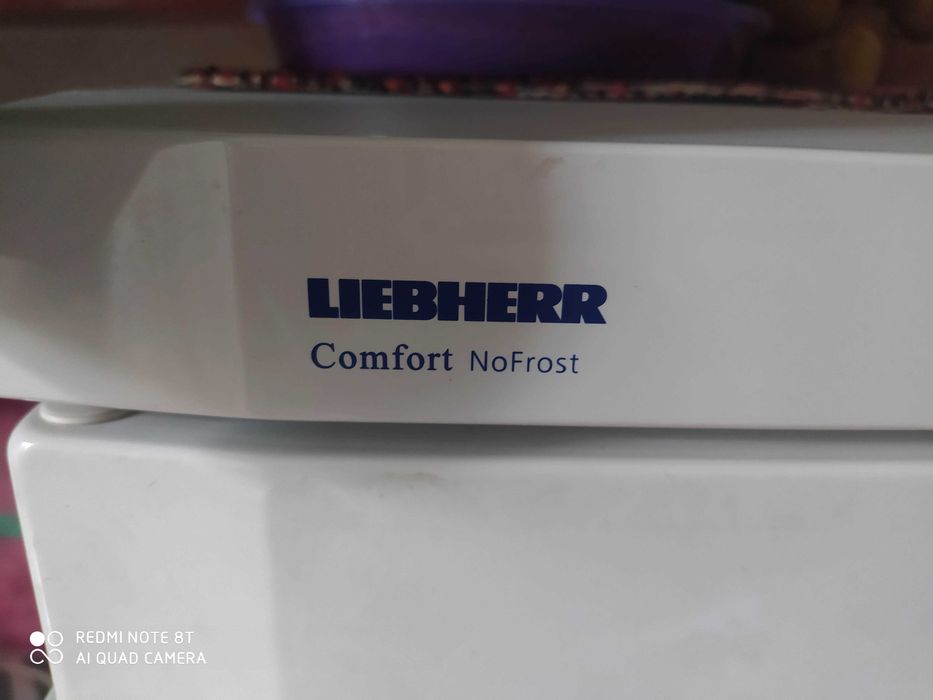 LIEBHERR
Comfort NoFrost
REDMI NOTE 8T
AI QUAD CAMERA